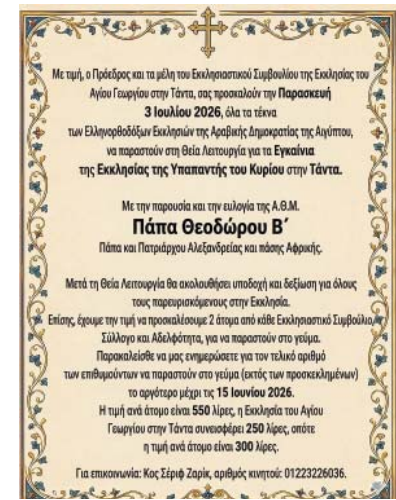 Με τιμή, ο Πρόεδρος και τα μέλη του Εκκλησιαστικού Συμβουλίου της Εκκλησίας του
Αγίου Γεωργίου στην Τάντα, σας προσκαλούν την Παρασκευή
3 Ιουλίου 2026, όλα τα τέκνα
των Ελληνορθοδόξων Εκκλησιών της Αραβικής Δημοκρατίας της Αιγύπτου,
να παραστούν στη Θεία Λειτουργία για τα Εγκαίνια
της Εκκλησίας της Υπαπαντής του Κυρίου στην Τάντα.
Με την παρουσία και την ευλογία της Α.Θ.Μ.
Πάπα Θεοδώρου Β΄
Πάπα και Πατριάρχου Αλεξανδρείας και πάσης Αφρικής.
Μετά τη Θεία Λειτουργία θα ακολουθήσει υποδοχή και δεξίωση για όλους
τους παρευρισκόμενους στην Εκκλησία.
Επίσης, έχουμε την τιμή να προσκαλέσουμε 2 άτομα από κάθε Εκκλησιαστικό Συμβούλιο,
Σύλλογο και Αδελφότητα, για να παραστούν στο γεύμα.
Παρακαλείσθε να μας ενημερώσετε για τον τελικό αριθμό
των επιθυμούντων να παραστούν στο γεύμα (εκτός των προσκεκλημένων)
το αργότερο μέχρι τις 15 Ιουνίου 2026.
Η τιμή ανά άτομο είναι 550 λίρες, η Εκκλησία του Αγίου
Γεωργίου στην Τάντα συνεισφέρει 250 λίρες, οπότε
η τιμή ανά άτομο είναι 300 λίρες.
Για επικοινωνία: Κος Σέριφ Ζαρίκ, αριθμός κινητού: 01223226036.